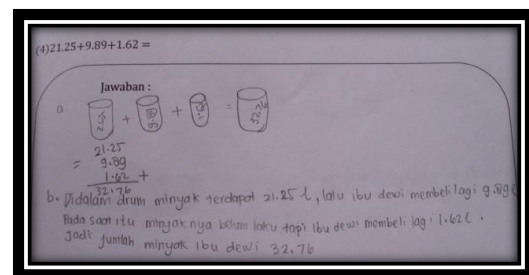 (4)21.25+9.89+1.62 =
Jawaban :
21.25 + 9.89 + 1.62 = 32.76
21.25
= 9.89
1.62 +
32.76
b. Didalam drum minyak terdapat 21.25 l, lalu ibu dewi membeli lagi 9.89 l
Pada saat itu minyaknya belum laku tapi ibu dewi membeli lagi 1.62 l .
Jadi jumlah minyak ibu dewi 32.76